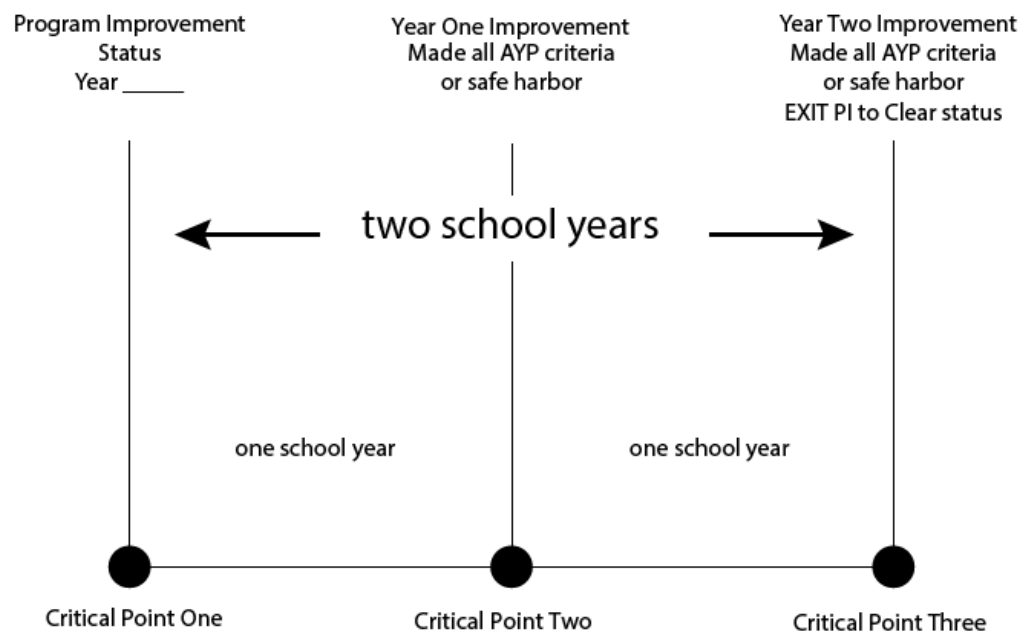 Program Improvement
Status
Year _____
Year One Improvement
Made all AYP criteria
or safe harbor
Year Two Improvement
Made all AYP criteria
or safe harbor
EXIT PI to Clear status
two school years
one school year
one school year
Critical Point One
Critical Point Two
Critical Point Three